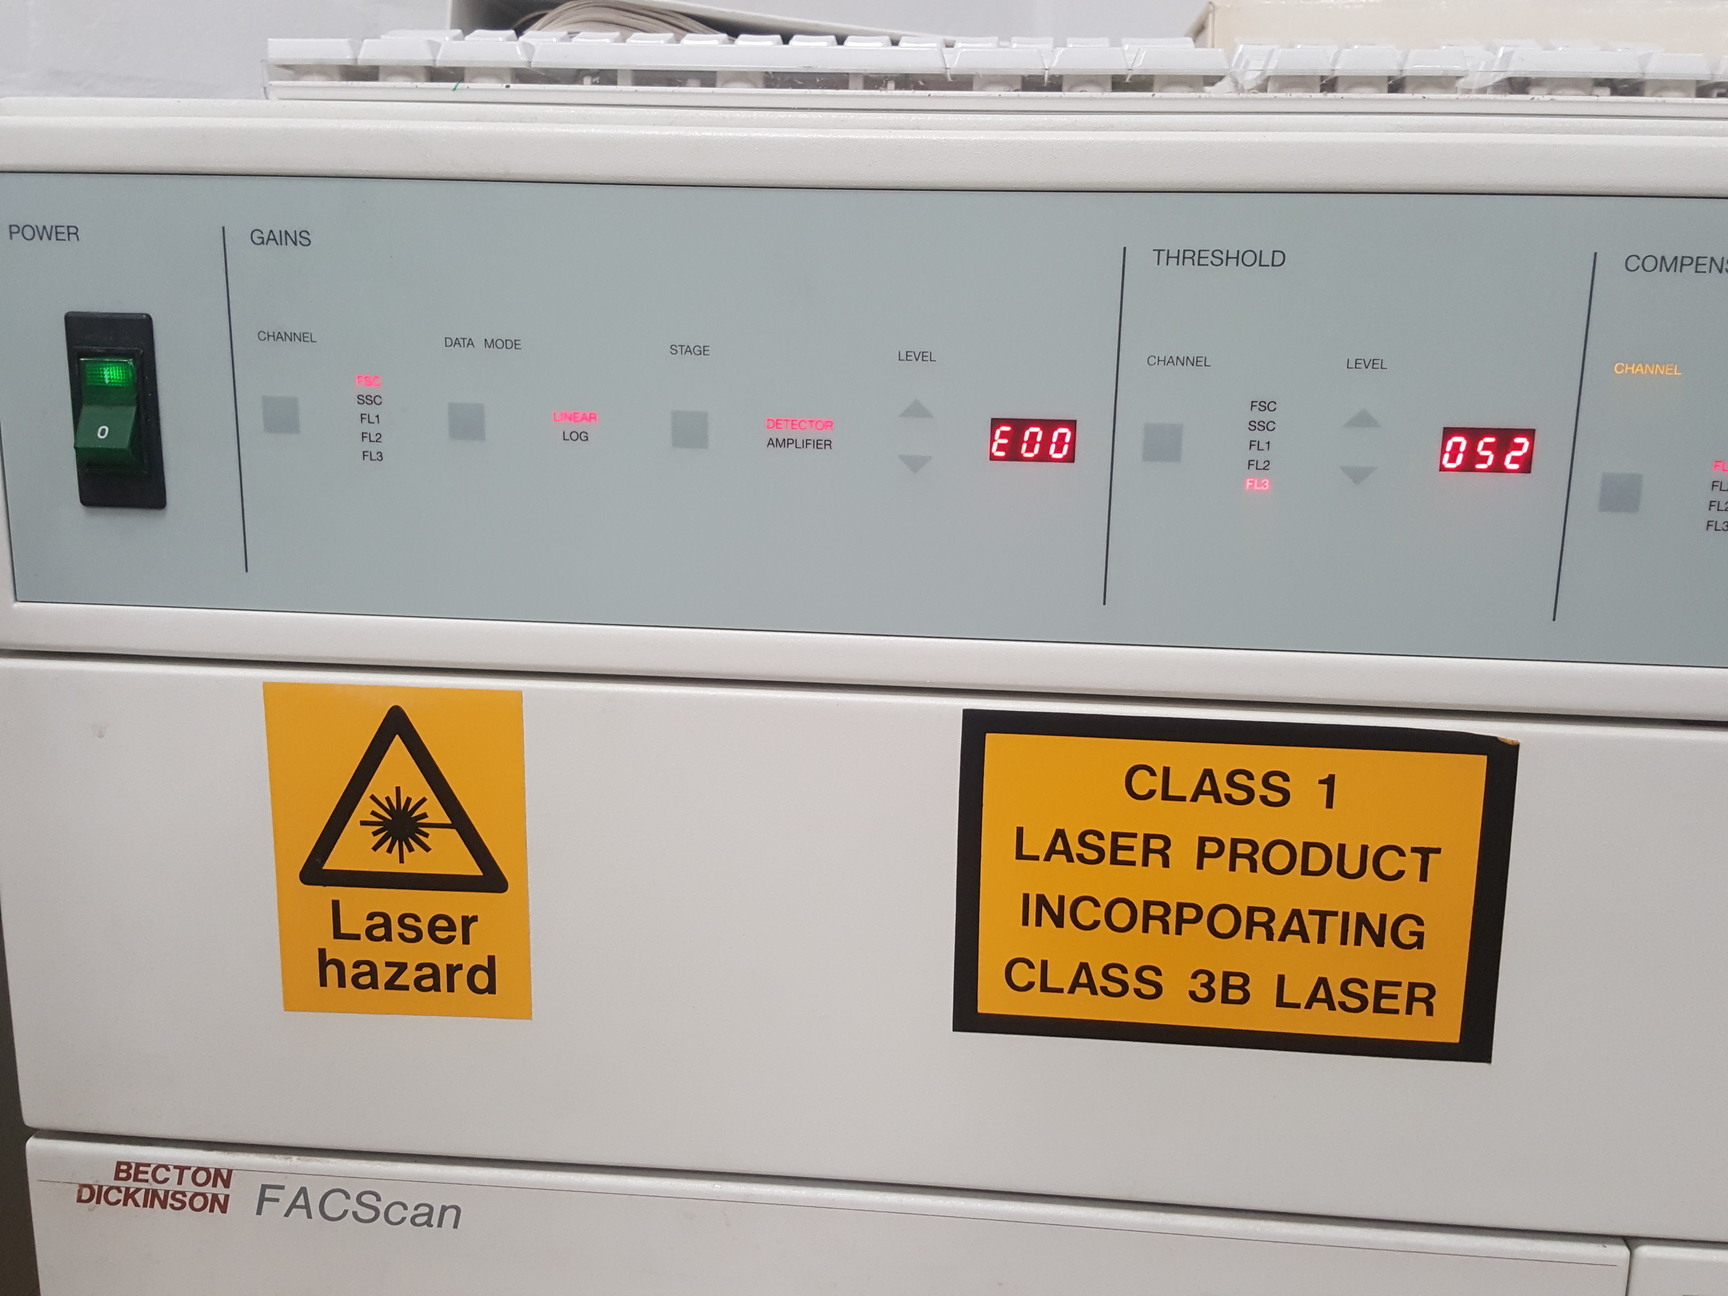 POWER
GAINS
THRESHOLD
CHANNEL
DATA MODE
STAGE
LEVEL
CHANNEL
LEVEL
CHANNEL
FSC
SSC
FL1
FL2
FL3
LINEAR
LOG
DETECTOR
AMPLIFIER
E00
FSC
SSC
FL1
FL2
FL3
052
0
Laser
hazard
CLASS 1
LASER PRODUCT
INCORPORATING
CLASS 3B LASER
BECTON
DICKINSON
FACScan